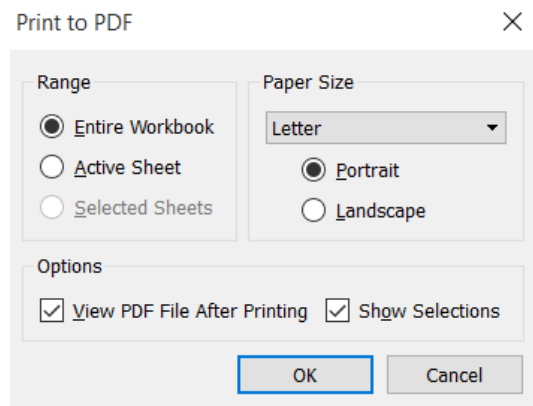 Print to PDF
Range
Entire Workbook
Active Sheet
Selected Sheets
Paper Size
Letter
Portrait
Landscape
Options
View PDF File After Printing
Show Selections
OK
Cancel